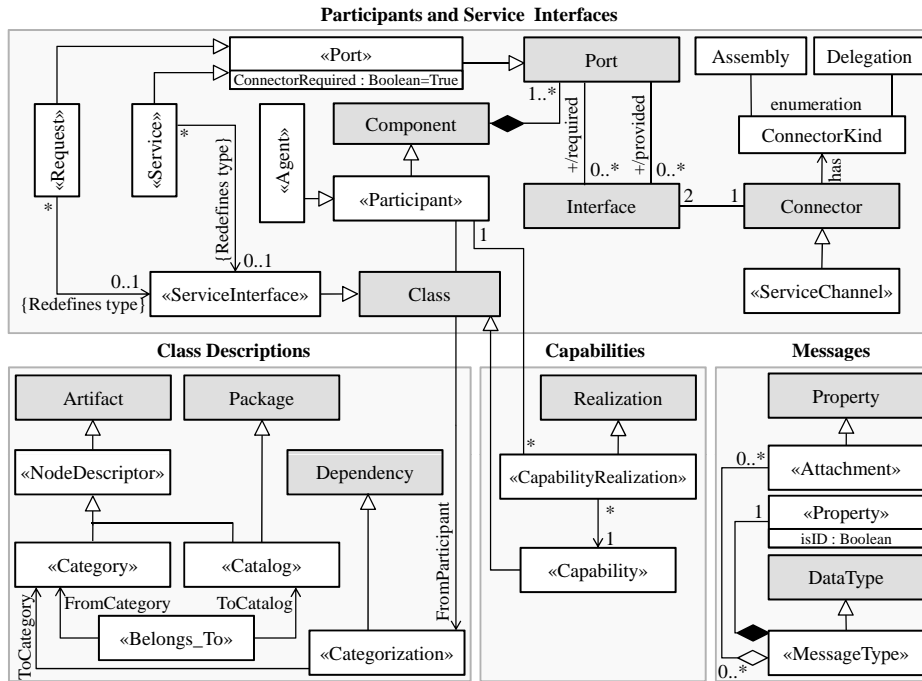 Participants and Service Interfaces
«Port»
ConnectorRequired : Boolean=True
Port
Assembly
Delegation
enumeration
ConnectorKind
has
1..*
Component
«Request»
*
«Service»
*
«Agent»
«Participant»
1
+/required
0..*
+/provided
0..*
Interface
2
1
Connector
{Redefines type}
0..1
0..1
{Redefines type}
«ServiceInterface»
Class
«ServiceChannel»
Class Descriptions
Artifact
Package
«NodeDescriptor»
Dependency
«Category»
«Catalog»
FromCategory
ToCatalog
«Belongs_To»
ToCategory
«Categorization»
FromParticipant
Capabilities
Realization
*
«CapabilityRealization»
*
1
«Capability»
Messages
Property
0..*
«Attachment»
1
«Property»
isID : Boolean
DataType
«MessageType»
0..*